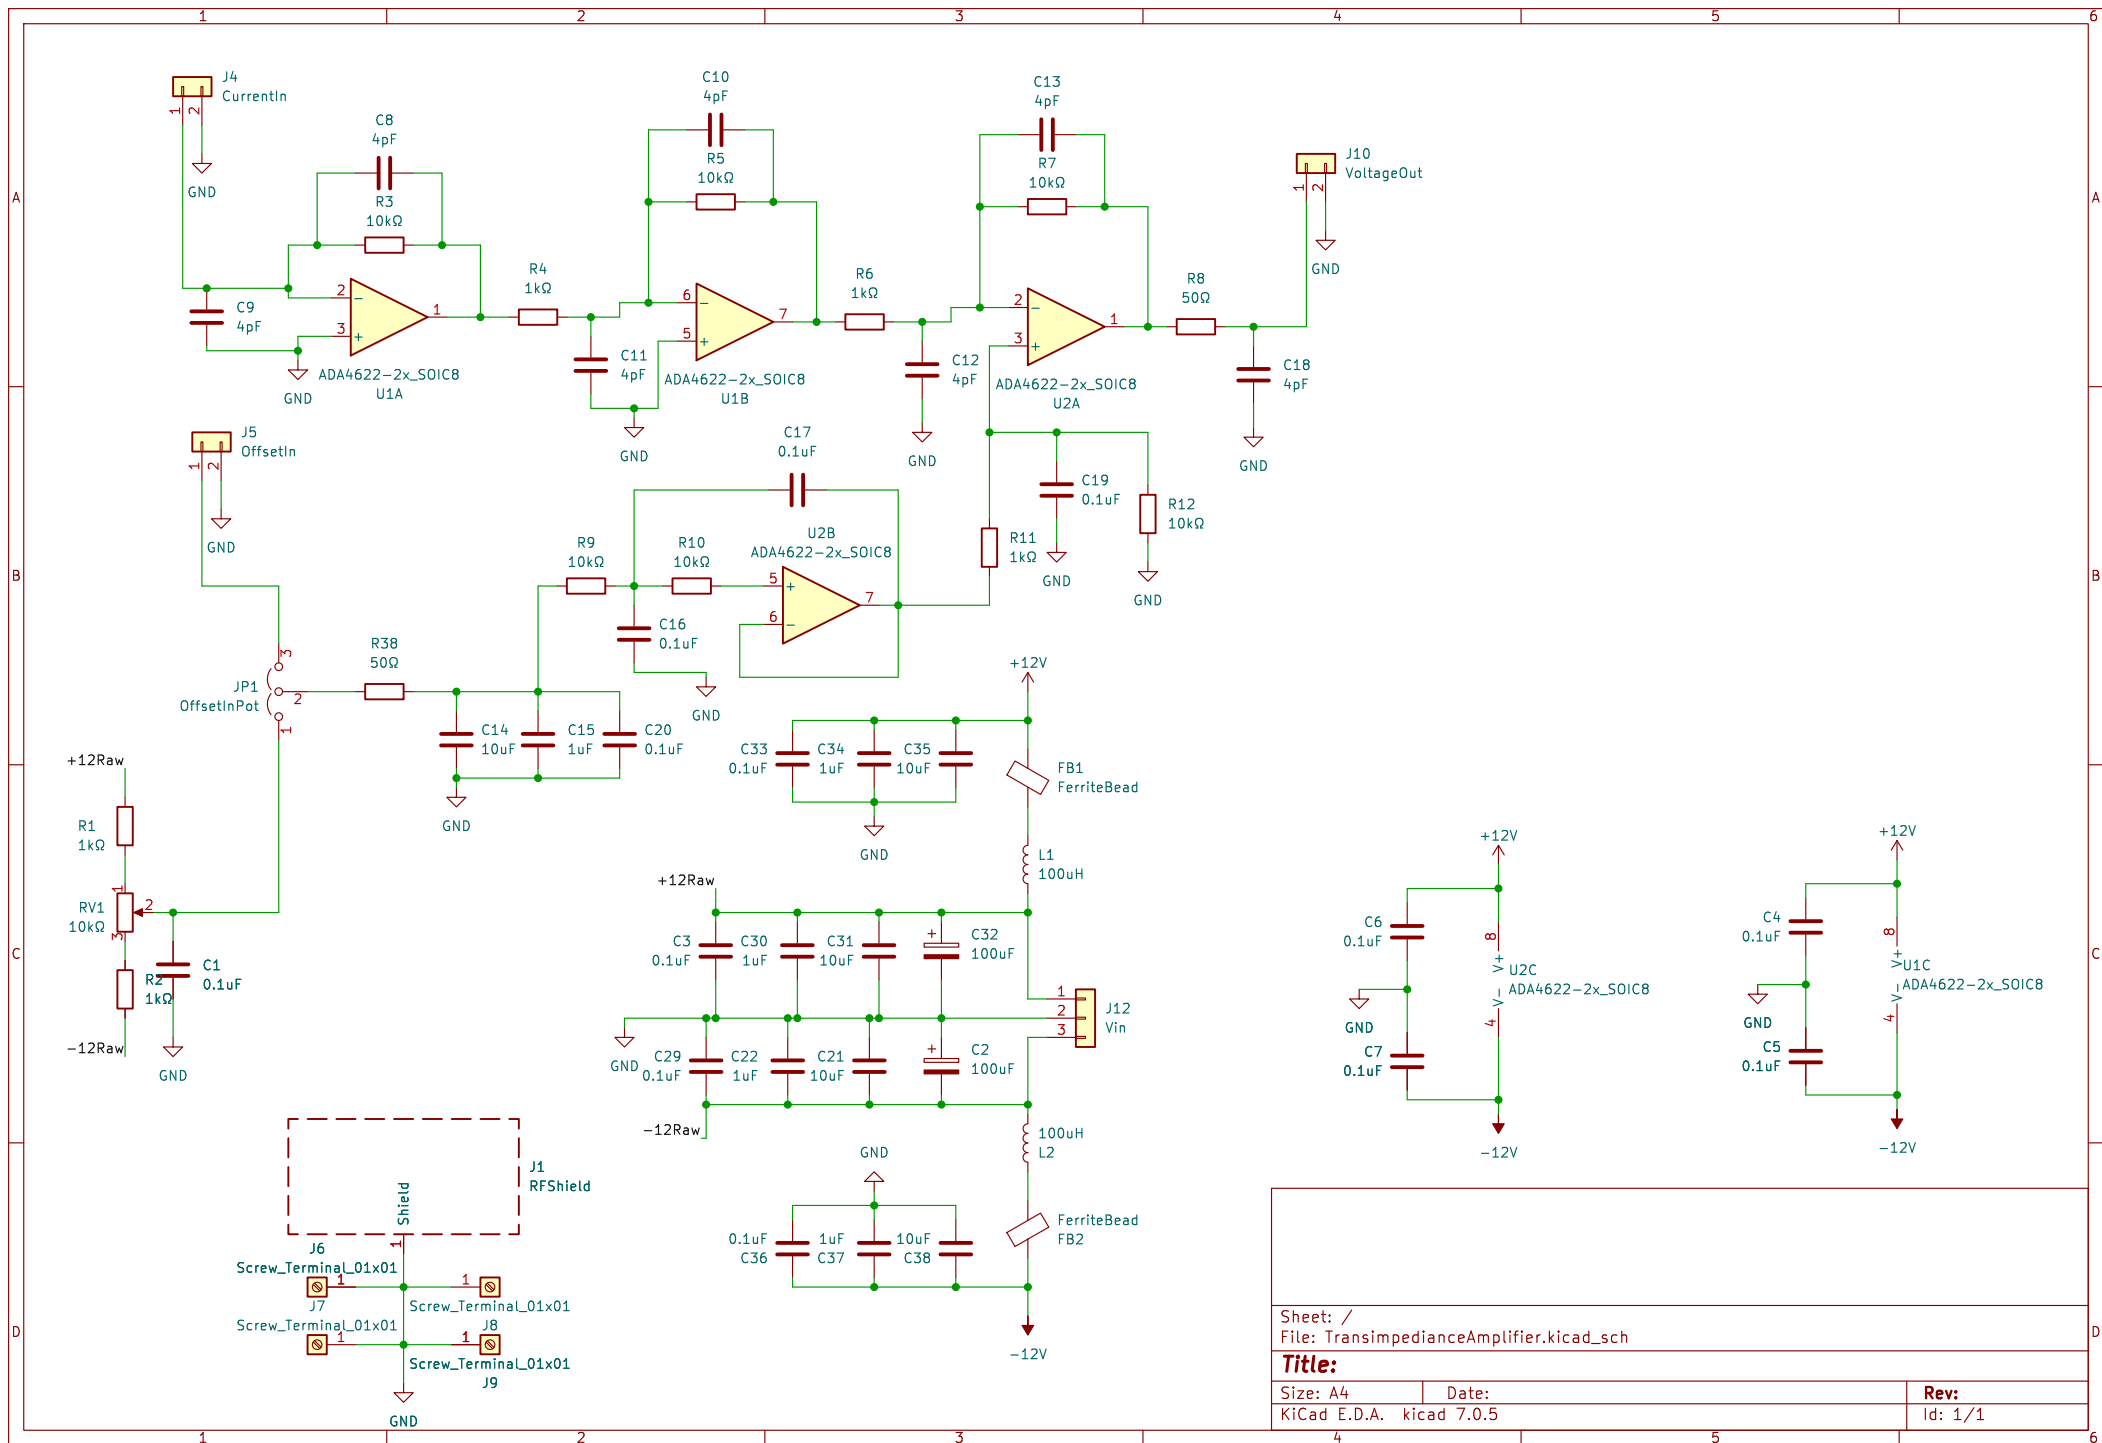 1 2 3 4 5 6
A
B
C
D
J4
CurrentIn
1 2
GND
C8
4pF
R3
10kΩ
C9
4pF
2
3
1
GND
ADA4622-2x_SOIC8
U1A
R4
1kΩ
C10
4pF
R5
10kΩ
C11
4pF
6
5
7
ADA4622-2x_SOIC8
U1B
GND
R6
1kΩ
C12
4pF
GND
C13
4pF
R7
10kΩ
2
3
1
ADA4622-2x_SOIC8
U2A
R8
50Ω
J10
VoltageOut
1 2
GND
C18
4pF
GND
J5
OffsetIn
1 2
GND
C17
0.1uF
U2B
ADA4622-2x_SOIC8
R9
10kΩ
R10
10kΩ
5
6
7
C16
0.1uF
GND
C19
0.1uF
GND
R11
1kΩ
R12
10kΩ
GND
JP1
OffsetInPot
3
2
1
R38
50Ω
C14
10uF
C15
1uF
C20
0.1uF
GND
+12Raw
R1
1kΩ
RV1
10kΩ
1
2
3
R2
1kΩ
C1
0.1uF
-12Raw
GND
+12V
C33
0.1uF
C34
1uF
C35
10uF
GND
FB1
FerriteBead
L1
100uH
+12Raw
C3
0.1uF
C30
1uF
C31
10uF
+
C32
100uF
1
2
3
J12
Vin
GND
C29
0.1uF
C22
1uF
C21
10uF
+
C2
100uF
-12Raw
100uH
L2
GND
0.1uF
C36
1uF
C37
10uF
C38
FerriteBead
FB2
-12V
+12V
C6
0.1uF
GND
C7
0.1uF
8
V+
V-
4
U2C
ADA4622-2x_SOIC8
-12V
+12V
C4
0.1uF
GND
C5
0.1uF
8
V+
V-
4
U1C
ADA4622-2x_SOIC8
-12V
J1
RFShield
Shield
1
J6
Screw_Terminal_01x01
1
J7
Screw_Terminal_01x01
1
1
Screw_Terminal_01x01
J8
1
Screw_Terminal_01x01
J9
GND
Sheet: /
File: TransimpedianceAmplifier.kicad_sch
Title:
Size: A4
Date:
Rev:
KiCad E.D.A. kicad 7.0.5
Id: 1/1
A
B
C
D
1 2 3 4 5 6